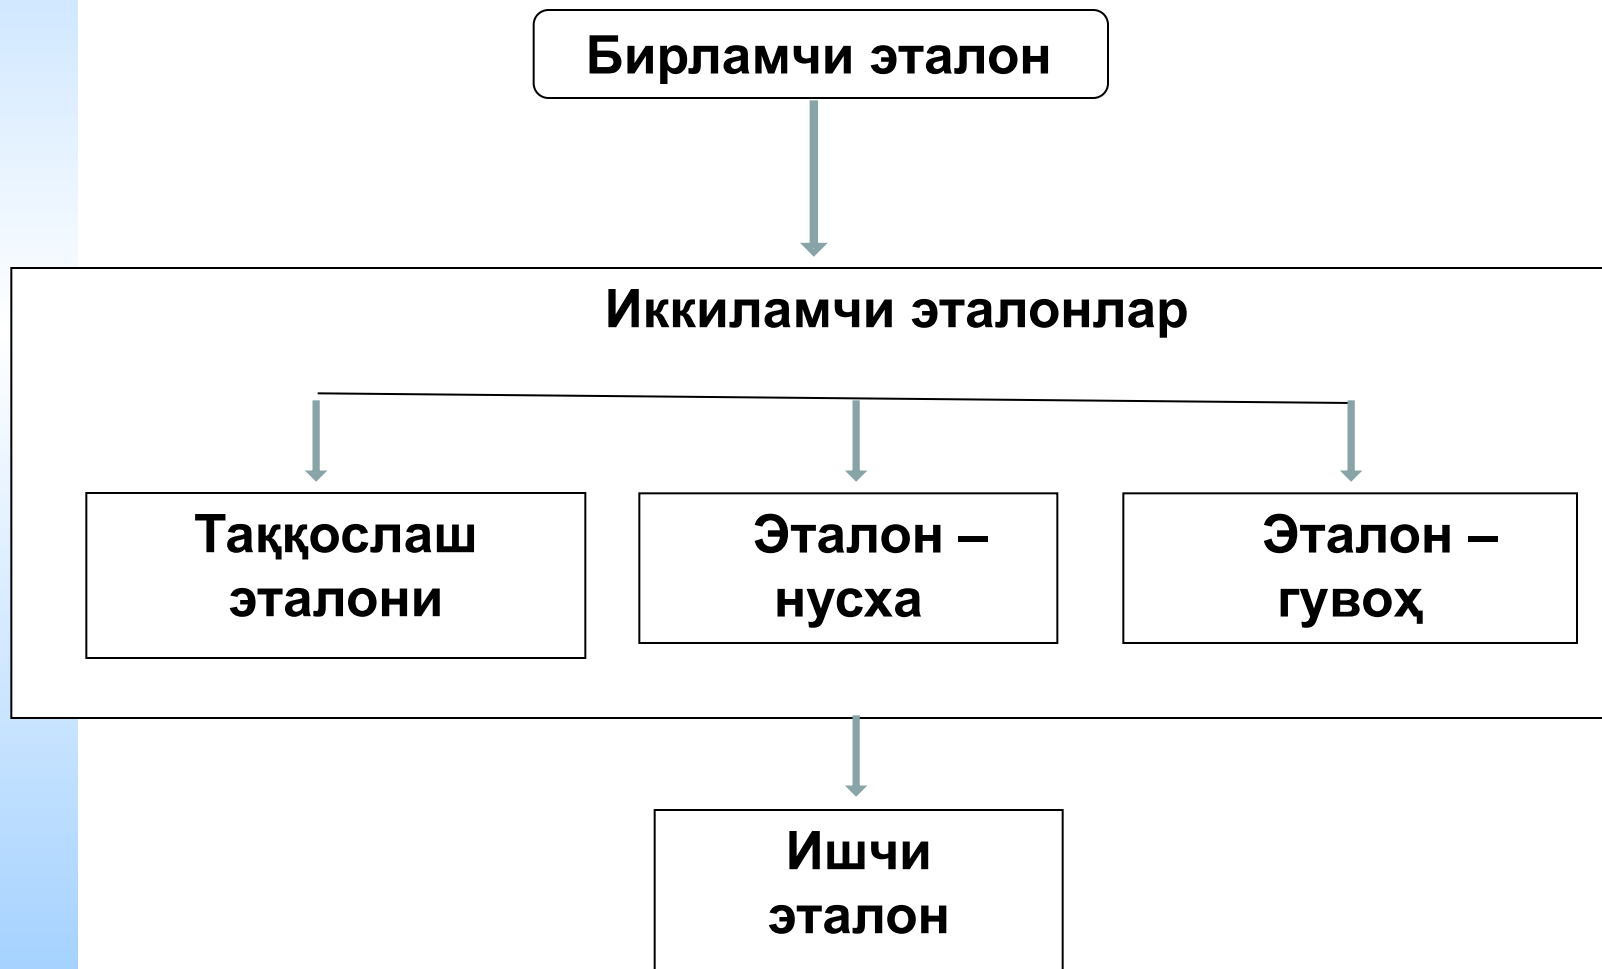 Бирламчи эталон
Иккиламчи эталонлар
Таққослаш
эталони
Эталон –
нусха
Эталон –
гувоҳ
Ишчи
эталон